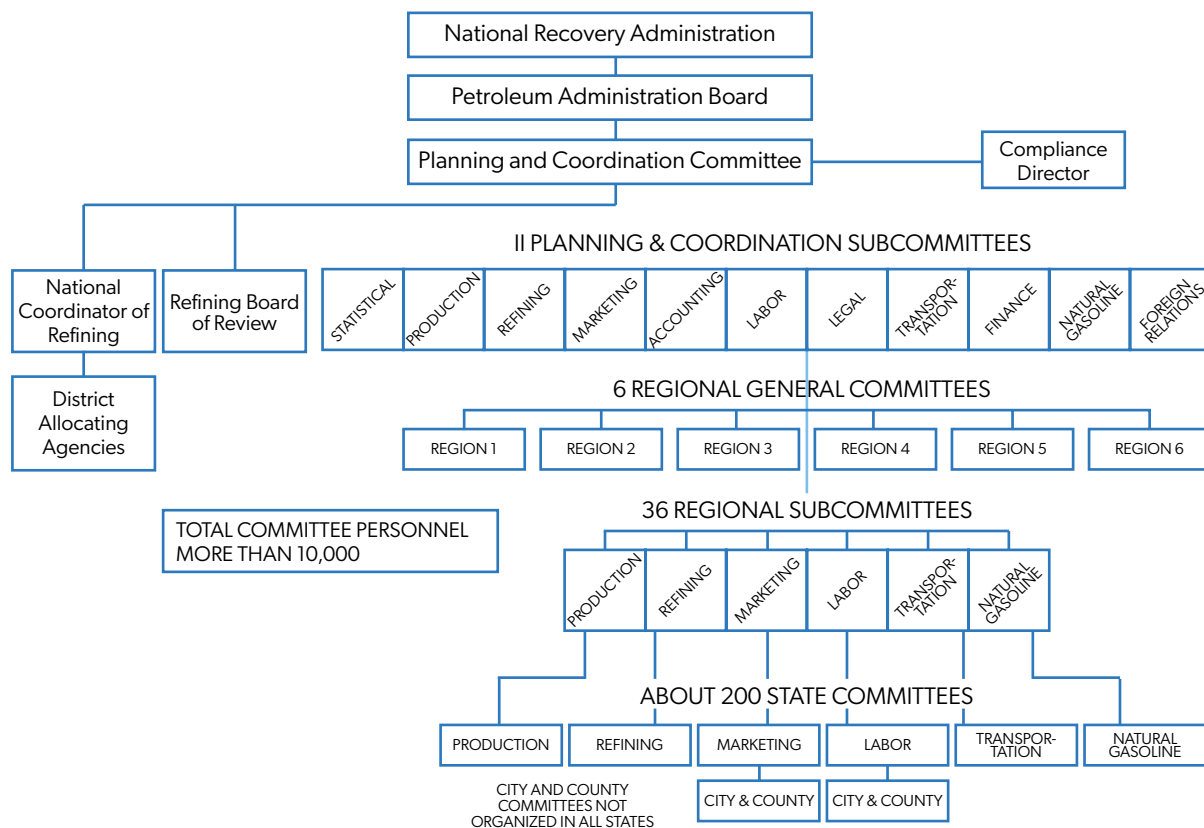 National Recovery Administration
Petroleum Administration Board
Planning and Coordination Committee
Compliance
Director
II PLANNING & COORDINATION SUBCOMMITTEES
National
Coordinator of
Refining
Refining Board
of Review
STATISTICAL
PRODUCTION
REFINING
MARKETING
ACCOUNTING
LABOR
LEGAL
TRANSPOR-
TATION
FINANCE
NATURAL
GASOLINE
FOREIGN
RELATIONS
District
Allocating
Agencies
6 REGIONAL GENERAL COMMITTEES
REGION 1
REGION 2
REGION 3
REGION 4
REGION 5
REGION 6
TOTAL COMMITTEE PERSONNEL
MORE THAN 10,000
36 REGIONAL SUBCOMMITTEES
PRODUCTION
REFINING
MARKETING
LABOR
TRANSPOR-
TATION
NATURAL
GASOLINE
ABOUT 200 STATE COMMITTEES
PRODUCTION
REFINING
MARKETING
LABOR
TRANSPOR-
TATION
NATURAL
GASOLINE
CITY AND COUNTY
COMMITTEES NOT
ORGANIZED IN ALL STATES
CITY & COUNTY
CITY & COUNTY